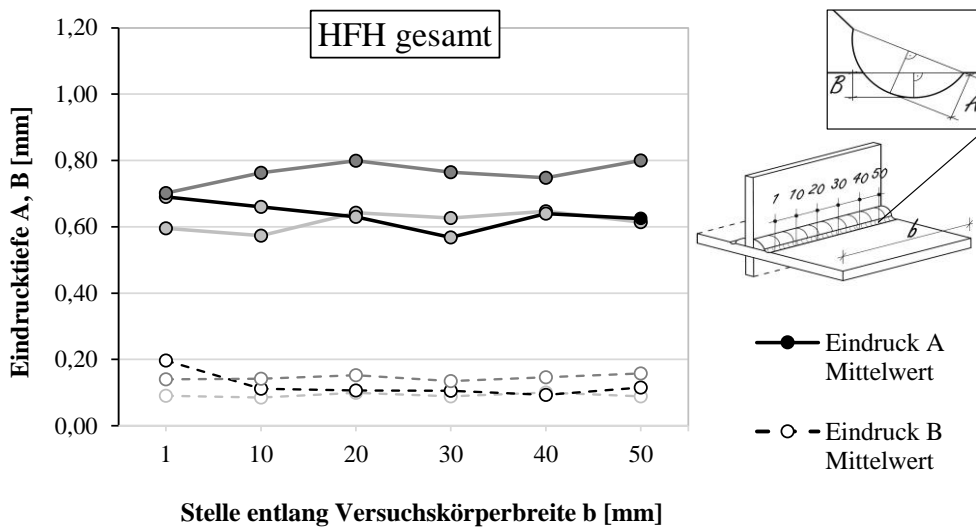 HFH gesamt
Eindrucktiefe A, B [mm]
1,20
1,00
0,80
0,60
0,40
0,20
0,00
1 10 20 30 40 50
Stelle entlang Versuchskörperbreite b [mm]
B
A
1 10 20 30 40 50
b
Eindruck A
Mittelwert
Eindruck B
Mittelwert